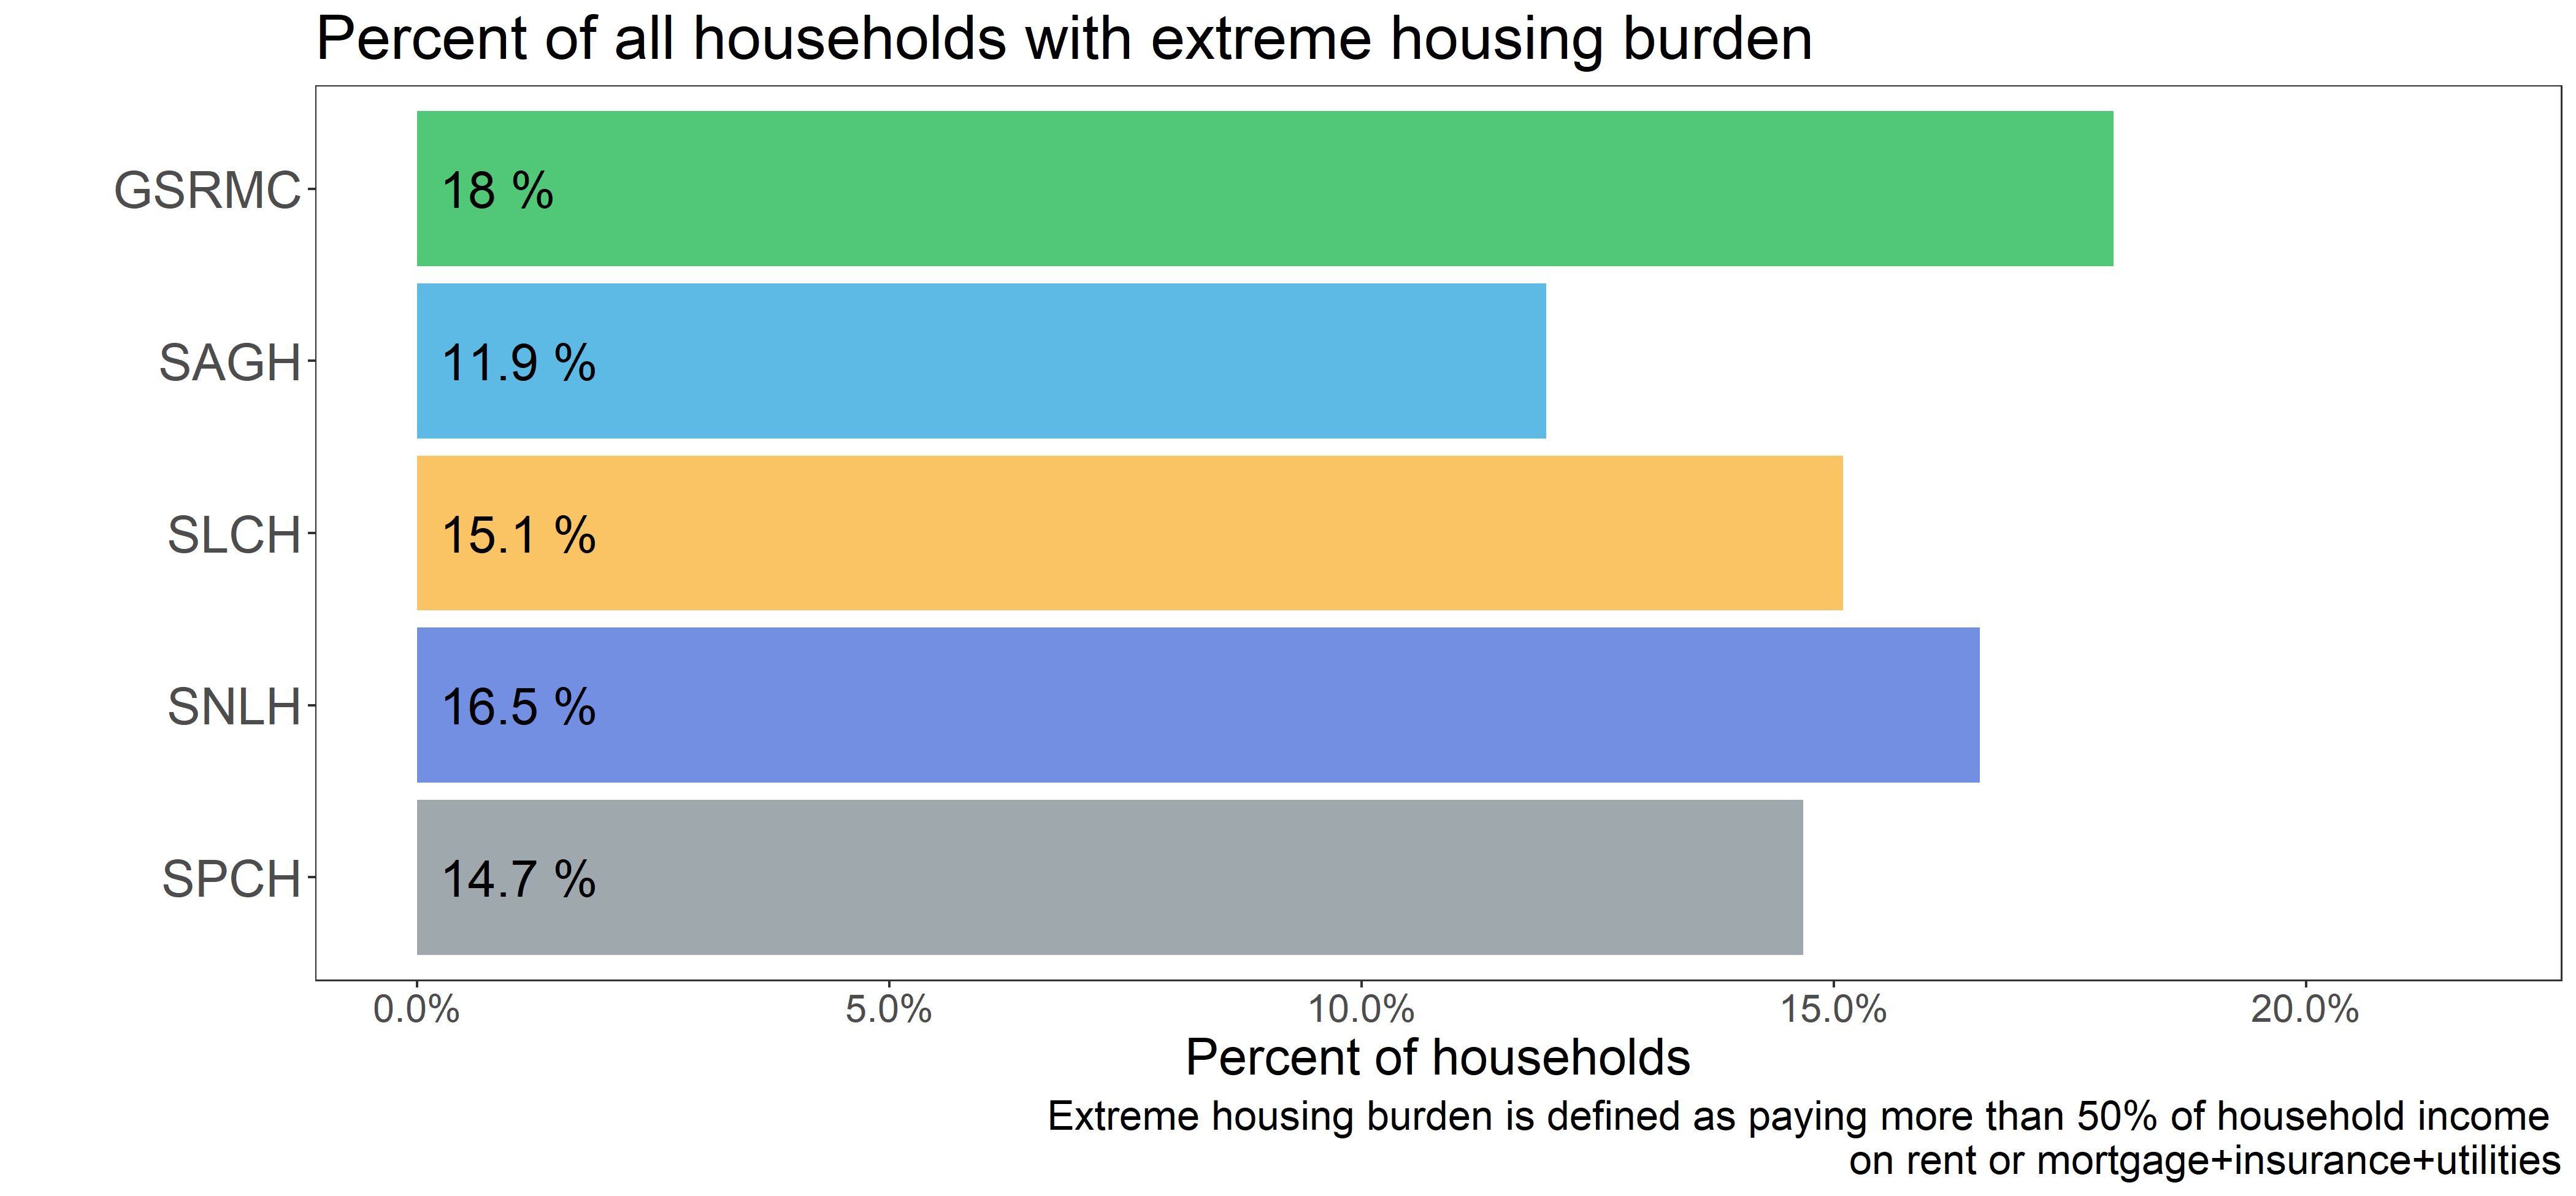 Percent of all households with extreme housing burden
GSRMC
18 %
SAGH
11.9 %
SLCH
15.1 %
SNLH
16.5 %
SPCH
14.7 %
0.0% 5.0% 10.0% 15.0% 20.0%
Percent of households
Extreme housing burden is defined as paying more than 50% of household income
on rent or mortgage+insurance+utilities